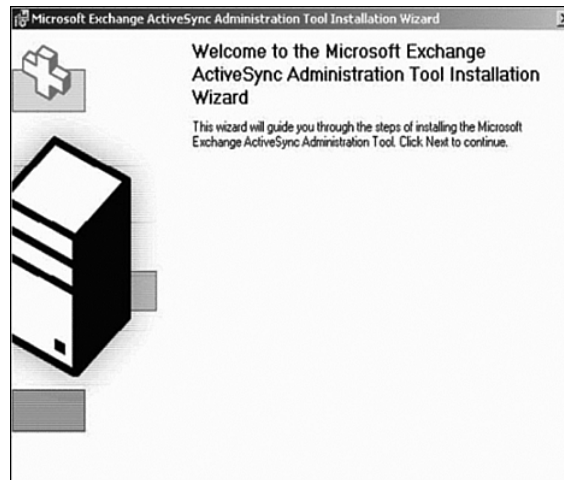 Microsoft Exchange ActiveSync Administration Tool Installation Wizard
Welcome to the Microsoft Exchange
ActiveSync Administration Tool Installation
Wizard
This wizard will guide you through the steps of installing the Microsoft
Exchange ActiveSync Administration Tool. Click Next to continue.